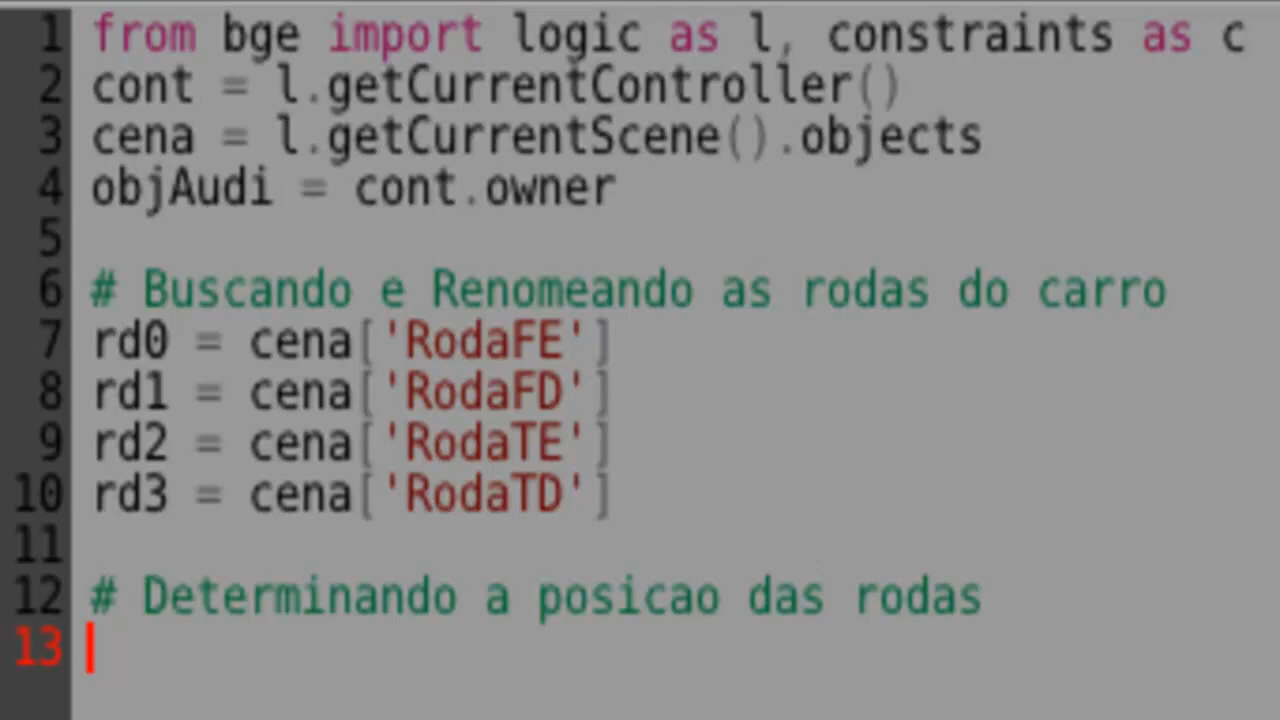 1 from bge import logic as l, constraints as c
2 cont = l.getCurrentController()
3 cena = l.getCurrentScene().objects
4 objAudi = cont.owner
5
6 # Buscando e Renomeando as rodas do carro
7 rd0 = cena['RodaFE']
8 rd1 = cena['RodaFD']
9 rd2 = cena['RodaTE']
10 rd3 = cena['RodaTD']
11
12 # Determinando a posicao das rodas
13